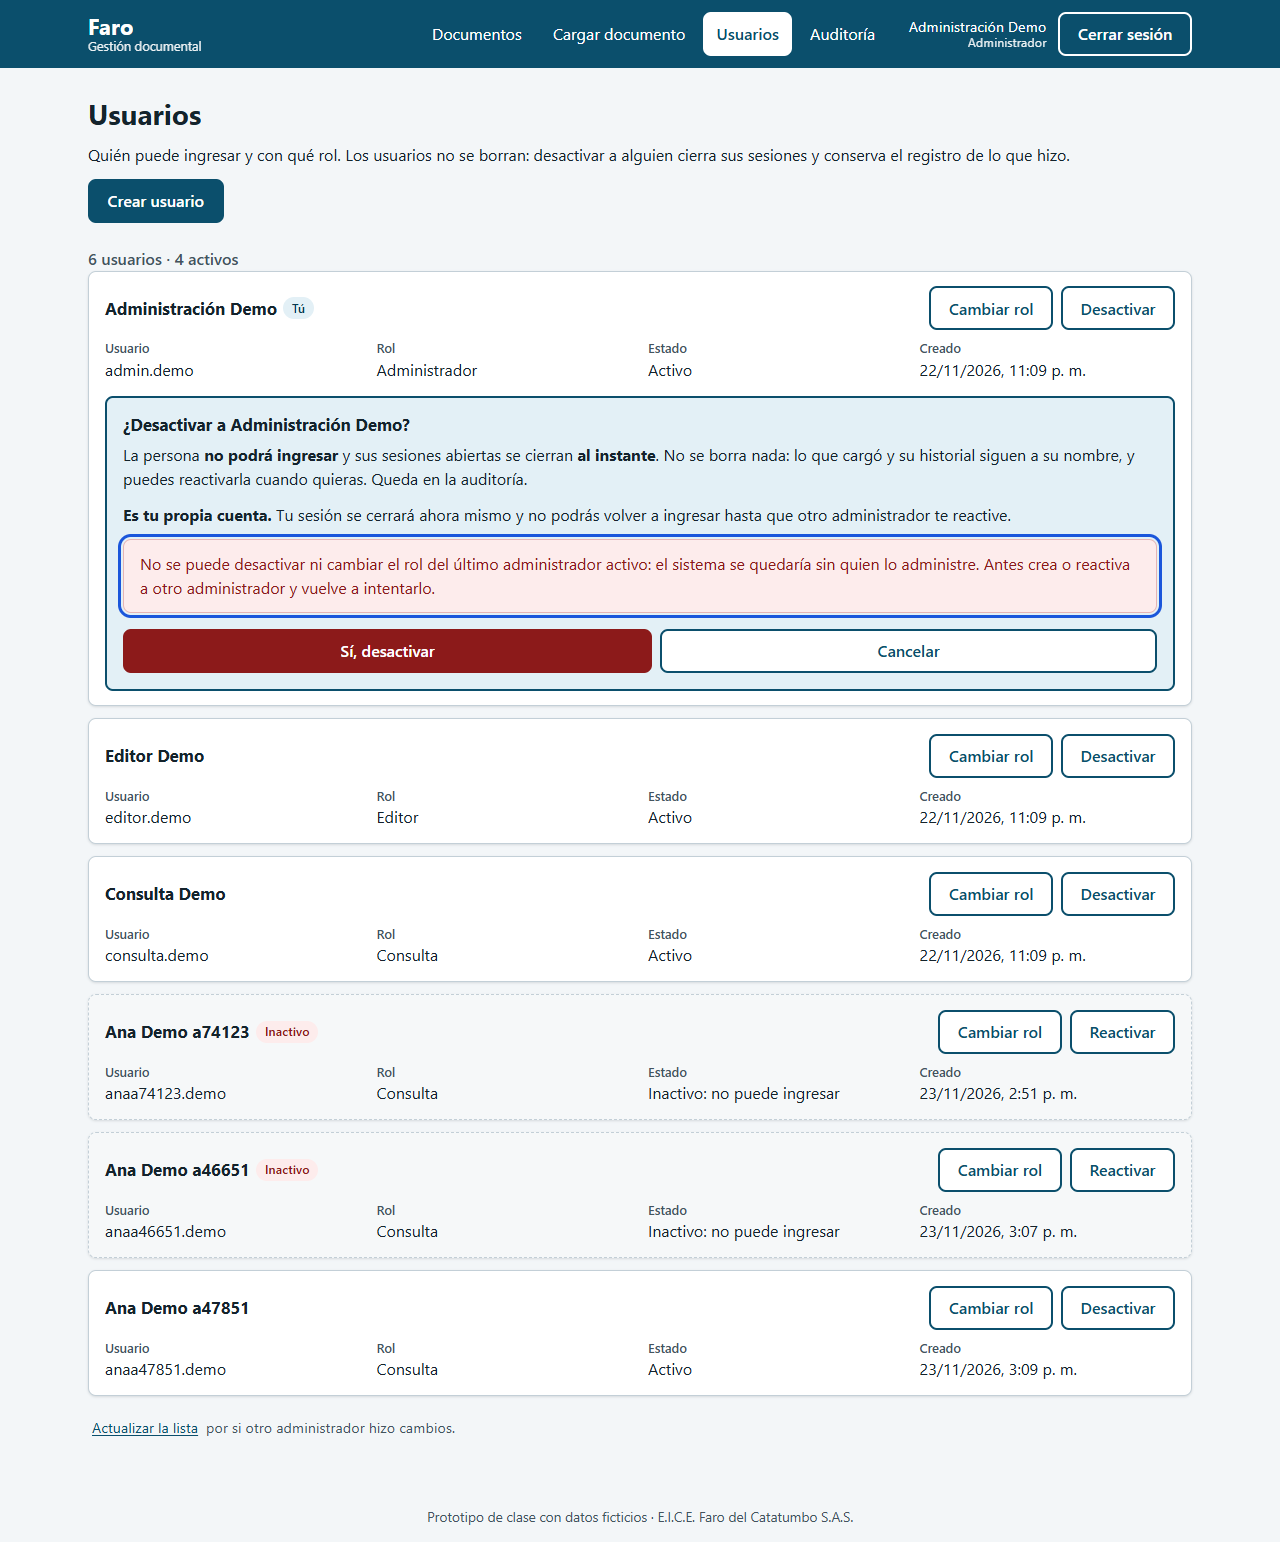 Faro
Gestión documental
Documentos
Cargar documento
Usuarios
Auditoría
Administración Demo
Administrador
Cerrar sesión
Usuarios
Quién puede ingresar y con qué rol. Los usuarios no se borran: desactivar a alguien cierra sus sesiones y conserva el registro de lo que hizo.
Crear usuario
6 usuarios · 4 activos
Administración Demo Tú
Cambiar rol
Desactivar
Usuario
admin.demo
Rol
Administrador
Estado
Activo
Creado
22/11/2026, 11:09 p. m.
¿Desactivar a Administración Demo?
La persona no podrá ingresar y sus sesiones abiertas se cierran al instante. No se borra nada: lo que cargó y su historial siguen a su nombre, y
puedes reactivarla cuando quieras. Queda en la auditoría.
Es tu propia cuenta. Tu sesión se cerrará ahora mismo y no podrás volver a ingresar hasta que otro administrador te reactive.
No se puede desactivar ni cambiar el rol del último administrador activo: el sistema se quedaría sin quien lo administre. Antes crea o reactiva
a otro administrador y vuelve a intentarlo.
Sí, desactivar
Cancelar
Editor Demo
Cambiar rol
Desactivar
Usuario
editor.demo
Rol
Editor
Estado
Activo
Creado
22/11/2026, 11:09 p. m.
Consulta Demo
Cambiar rol
Desactivar
Usuario
consulta.demo
Rol
Consulta
Estado
Activo
Creado
22/11/2026, 11:09 p. m.
Ana Demo a74123 Inactivo
Cambiar rol
Reactivar
Usuario
anaa74123.demo
Rol
Consulta
Estado
Inactivo: no puede ingresar
Creado
23/11/2026, 2:51 p. m.
Ana Demo a46651 Inactivo
Cambiar rol
Reactivar
Usuario
anaa46651.demo
Rol
Consulta
Estado
Inactivo: no puede ingresar
Creado
23/11/2026, 3:07 p. m.
Ana Demo a47851
Cambiar rol
Desactivar
Usuario
anaa47851.demo
Rol
Consulta
Estado
Activo
Creado
23/11/2026, 3:09 p. m.
Actualizar la lista por si otro administrador hizo cambios.
Prototipo de clase con datos ficticios · E.I.C.E. Faro del Catatumbo S.A.S.